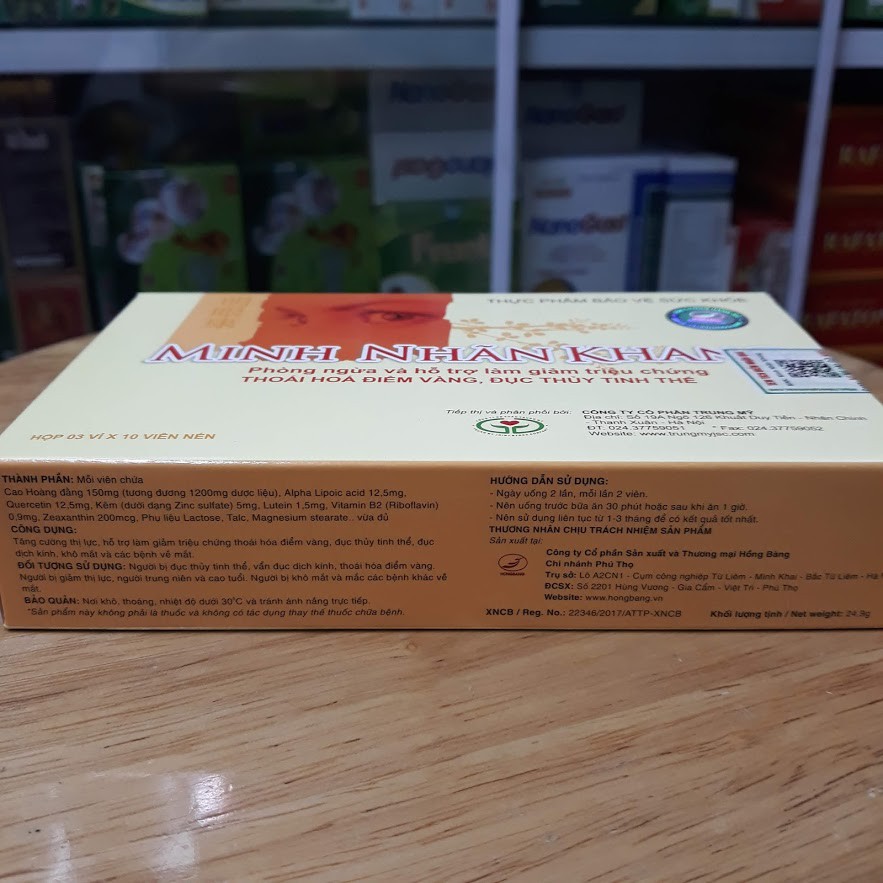 NanoGast
NanoGast
THỰC PHẨM BẢO VỆ SỨC KHỎE
MINH NHÃN KHAN
Phòng ngừa và hỗ trợ làm giảm triệu chứng
THOÁI HOÁ ĐIỂM VÀNG, ĐỤC THỦY TINH THỂ
Tiếp thị và phân phối bởi: CÔNG TY CỔ PHẦN TRUNG MỸ
Địa chỉ: Số 19A Ngõ 126 Khuất Duy Tiến - Nhân Chính
- Thanh Xuân - Hà Nội
ĐT: 024.37759051 * Fax: 024.37759052
Website: www.trungmyjsc.com
HỘP 03 VỈ X 10 VIÊN NÉN
THÀNH PHẦN: Mỗi viên chứa
Cao Hoàng đằng 150mg (tương đương 1200mg dược liệu), Alpha Lipoic acid 12,5mg,
Quercetin 12,5mg, Kẽm (dưới dạng Zinc sulfate) 5mg, Lutein 1,5mg, Vitamin B2 (Riboflavin)
0,9mg, Zeaxanthin 200mcg, Phụ liệu Lactose, Talc, Magnesium stearate.. vừa đủ
CÔNG DỤNG:
Tăng cường thị lực, hỗ trợ làm giảm triệu chứng thoái hóa điểm vàng, đục thủy tinh thể, đục
dịch kính, khô mắt và các bệnh về mắt.
ĐỐI TƯỢNG SỬ DỤNG: Người bị đục thủy tinh thể, vẩn đục dịch kính, thoái hóa điểm vàng.
Người bị giảm thị lực, người trung niên và cao tuổi. Người bị khô mắt và mắc các bệnh khác về
mắt.
BẢO QUẢN: Nơi khô, thoáng, nhiệt độ dưới 30°C và tránh ánh nắng trực tiếp.
*Sản phẩm này không phải là thuốc và không có tác dụng thay thế thuốc chữa bệnh.
HƯỚNG DẪN SỬ DỤNG:
- Ngày uống 2 lần, mỗi lần 2 viên.
- Nên uống trước bữa ăn 30 phút hoặc sau khi ăn 1 giờ.
- Nên sử dụng liên tục từ 1-3 tháng để có kết quả tốt nhất.
THƯƠNG NHÂN CHỊU TRÁCH NHIỆM SẢN PHẨM
Sản xuất tại:
Công ty Cổ phần Sản xuất và Thương mại Hồng Bàng
Chi nhánh Phú Thọ
Trụ sở: Lô A2CN1 - Cụm công nghiệp Từ Liêm - Minh Khai - Bắc Từ Liêm - Hà
ĐCSX: Số 2201 Hùng Vương - Gia Cẩm - Việt Trì - Phú Thọ
Website: www.hongbang.vn
XNCB / Reg. No.: 22346/2017/ATTP-XNCB Khối lượng tịnh / Net weight: 24,9g